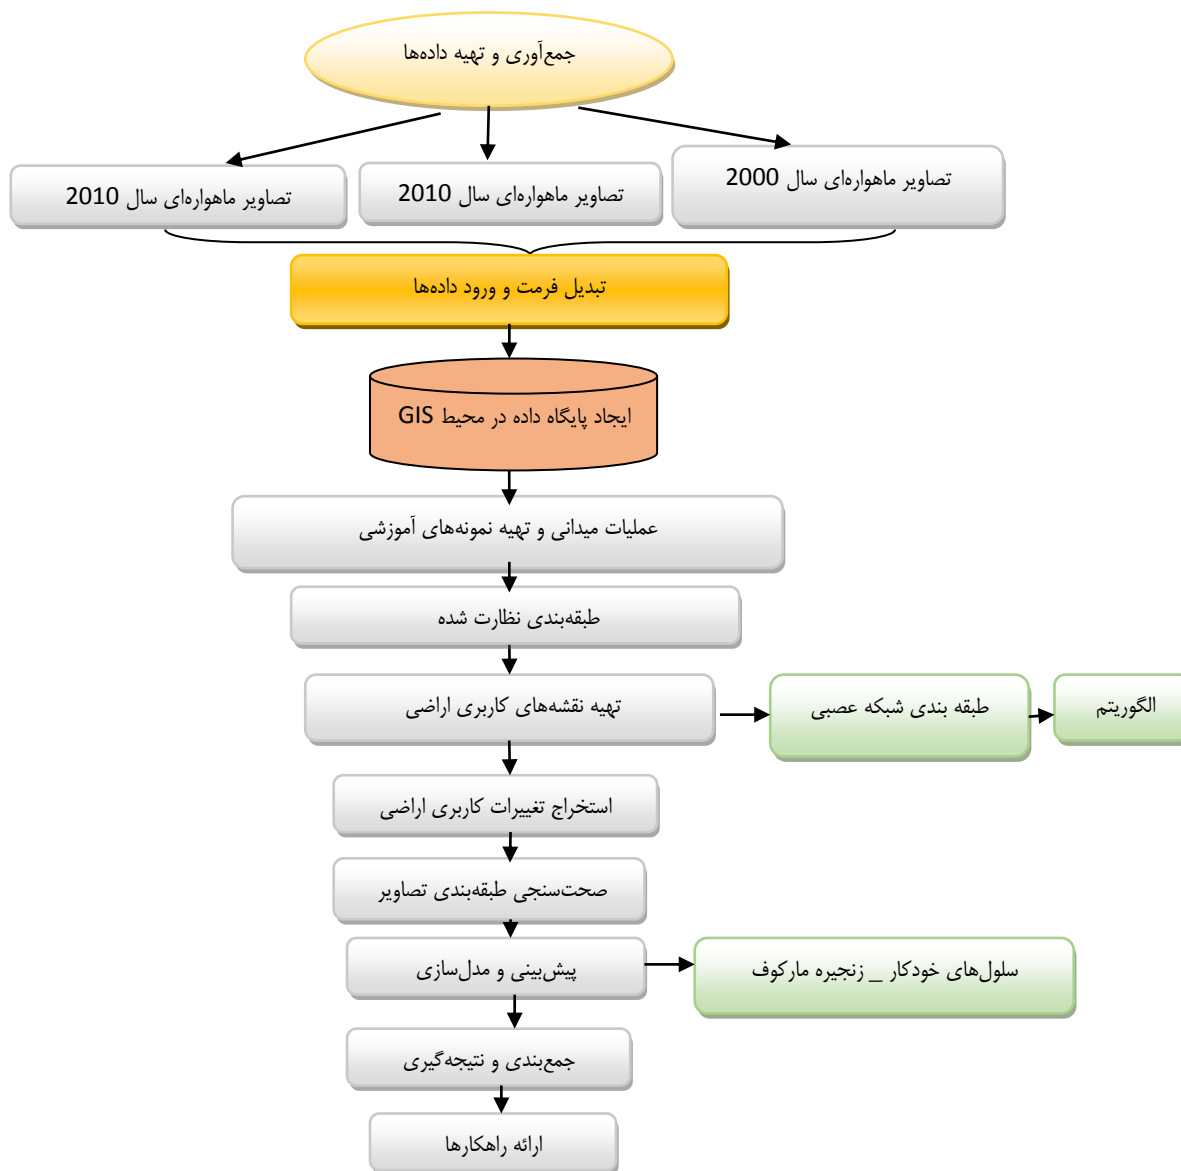 جمع‌آوری و تهیه داده‌ها
تصاویر ماهواره‌ای سال 2000
تصاویر ماهواره‌ای سال 2010
تصاویر ماهواره‌ای سال 2010
تبدیل فرمت و ورود داده‌ها
ایجاد پایگاه داده در محیط GIS
عملیات میدانی و تهیه نمونه‌های آموزشی
طبقه‌بندی نظارت شده
تهیه نقشه‌های کاربری اراضی
طبقه بندی شبکه عصبی
الگوریتم
استخراج تغییرات کاربری اراضی
صحت‌سنجی طبقه‌بندی تصاویر
پیش‌بینی و مدل‌سازی
سلول‌های خودکار _ زنجیره مارکوف
جمع‌بندی و نتیجه‌گیری
ارائه راهکارها